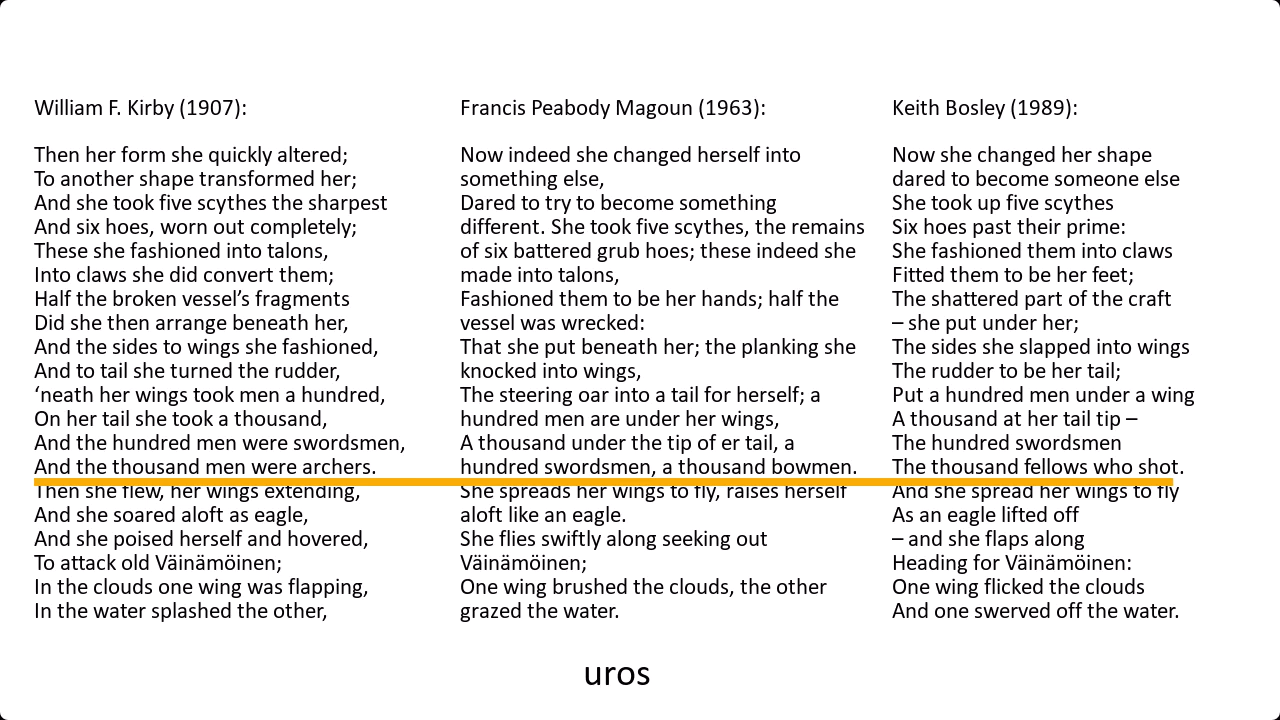 William F. Kirby (1907):
Then her form she quickly altered;
To another shape transformed her;
And she took five scythes the sharpest
And six hoes, worn out completely;
These she fashioned into talons,
Into claws she did convert them;
Half the broken vessel’s fragments
Did she then arrange beneath her,
And the sides to wings she fashioned,
And to tail she turned the rudder,
‘neath her wings took men a hundred,
On her tail she took a thousand,
And the hundred men were swordsmen,
And the thousand men were archers.
Then she flew, her wings extending,
And she soared aloft as eagle,
And she poised herself and hovered,
To attack old Väinämöinen;
In the clouds one wing was flapping,
In the water splashed the other,
Francis Peabody Magoun (1963):
Now indeed she changed herself into
something else,
Dared to try to become something
different. She took five scythes, the remains
of six battered grub hoes; these indeed she
made into talons,
Fashioned them to be her hands; half the
vessel was wrecked:
That she put beneath her; the planking she
knocked into wings,
The steering oar into a tail for herself; a
hundred men are under her wings,
A thousand under the tip of er tail, a
hundred swordsmen, a thousand bowmen.
She spreads her wings to fly, raises herself
aloft like an eagle.
She flies swiftly along seeking out
Väinämöinen;
One wing brushed the clouds, the other
grazed the water.
Keith Bosley (1989):
Now she changed her shape
dared to become someone else
She took up five scythes
Six hoes past their prime:
She fashioned them into claws
Fitted them to be her feet;
The shattered part of the craft
– she put under her;
The sides she slapped into wings
The rudder to be her tail;
Put a hundred men under a wing
A thousand at her tail tip –
The hundred swordsmen
The thousand fellows who shot.
And she spread her wings to fly
As an eagle lifted off
– and she flaps along
Heading for Väinämöinen:
One wing flicked the clouds
And one swerved off the water.
uros